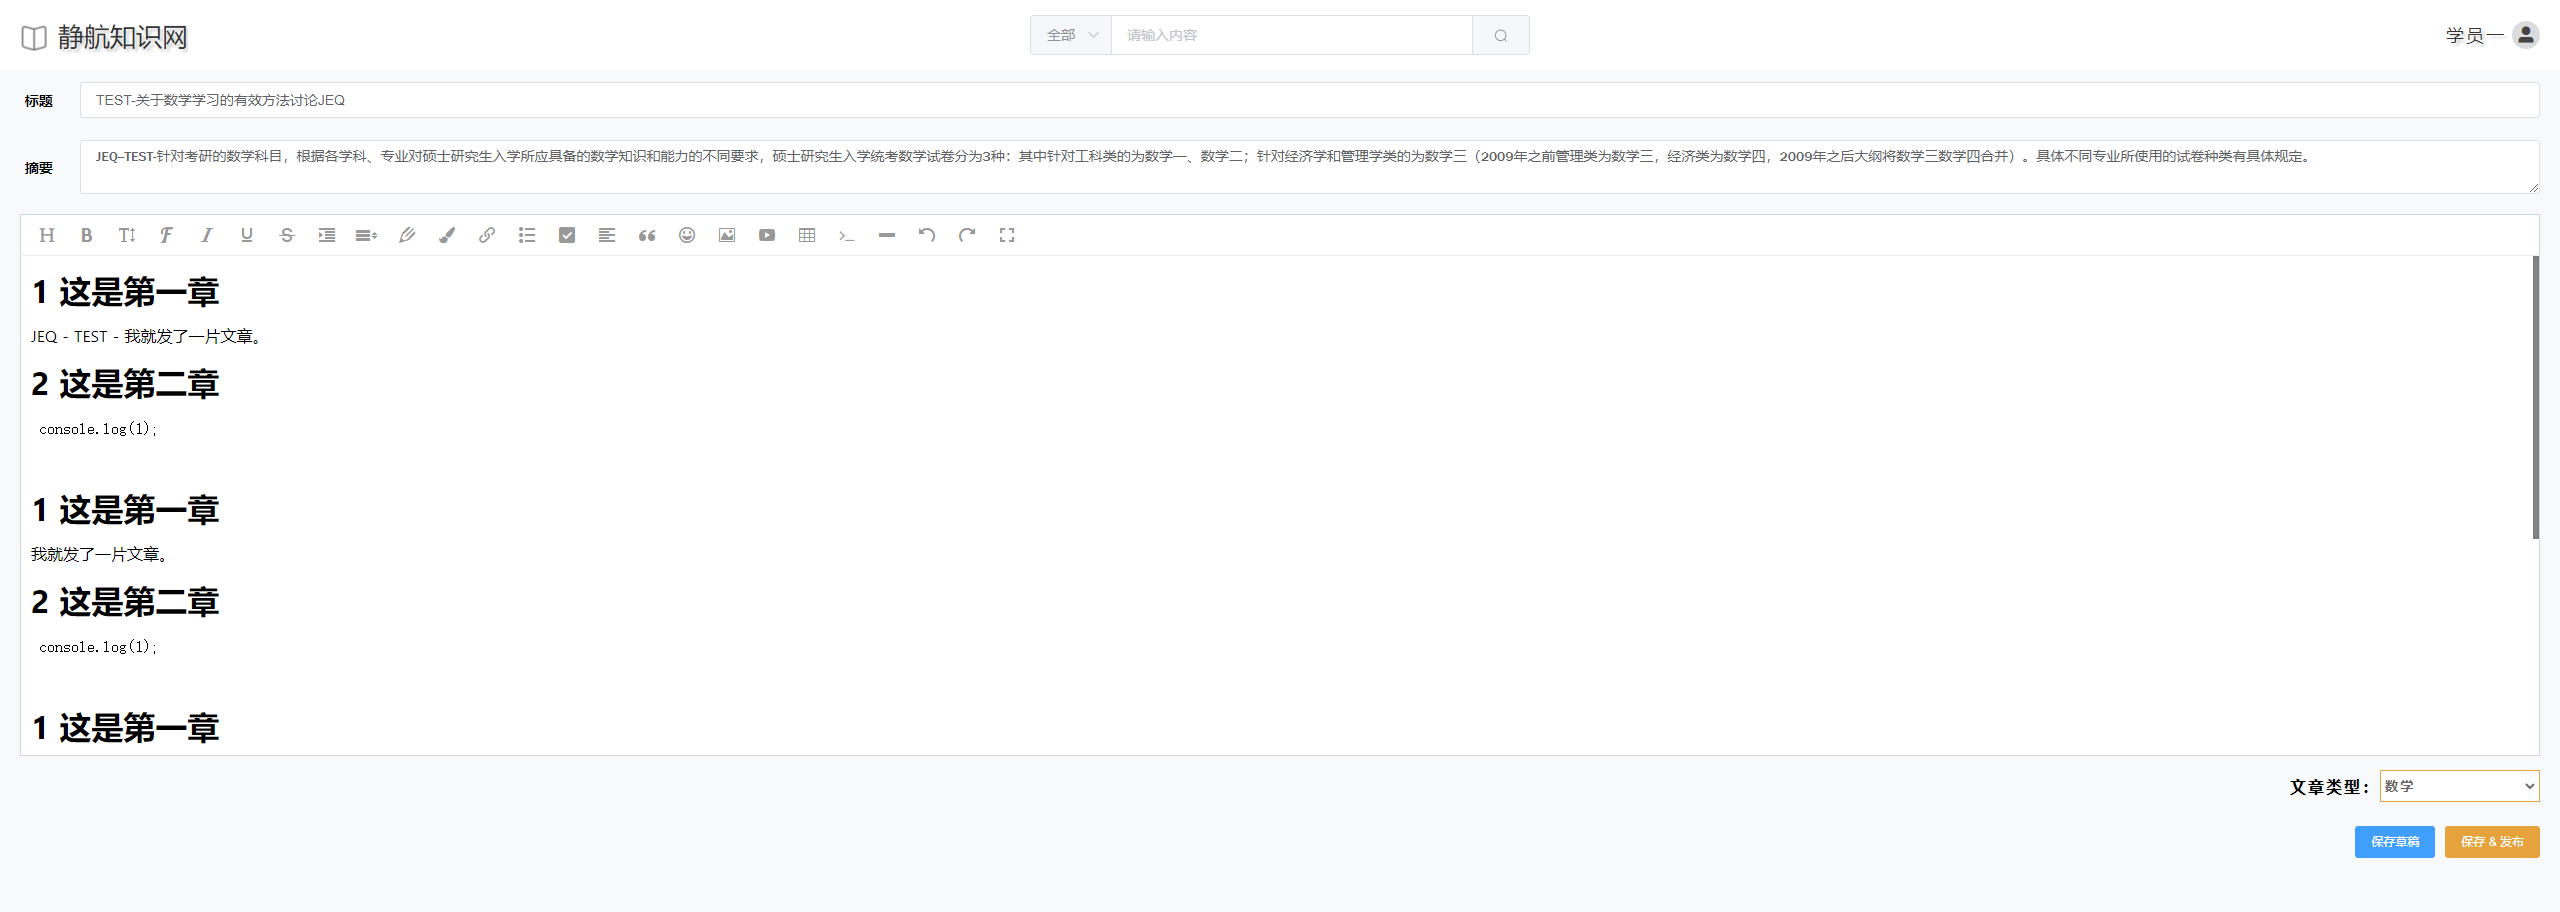 静航知识网
全部 请输入内容
学员一
标题 TEST-关于数学学习的有效方法讨论JEQ
摘要 JEQ–TEST-针对考研的数学科目，根据各学科、专业对硕士研究生入学所应具备的数学知识和能力的不同要求，硕士研究生入学统考数学试卷分为3种：其中针对工科类的为数学一、数学二；针对经济学和管理学类的为数学三（2009年之前管理类为数学三，经济类为数学四，2009年之后大纲将数学三数学四合并）。具体不同专业所使用的试卷种类有具体规定。
1 这是第一章
JEQ - TEST - 我就发了一片文章。
2 这是第二章
console.log(1);
1 这是第一章
我就发了一片文章。
2 这是第二章
console.log(1);
1 这是第一章
文章类型： 数学
保存草稿 保存 & 发布